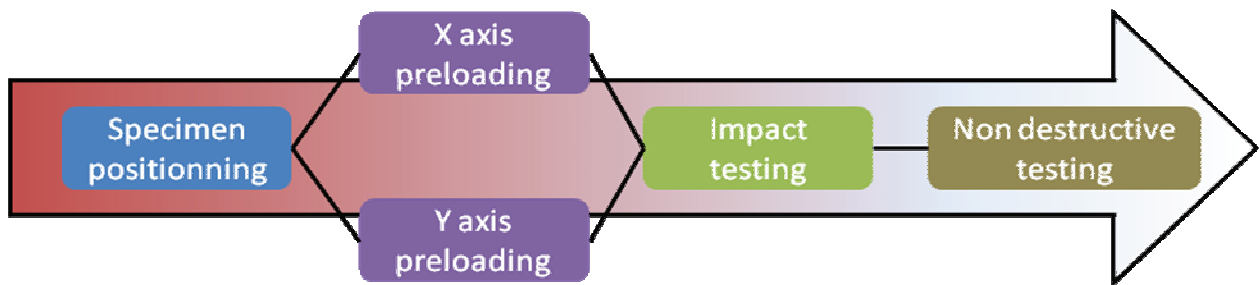 Specimen
positionning
X axis
preloading
Y axis
preloading
Impact
testing
Non destructive
testing